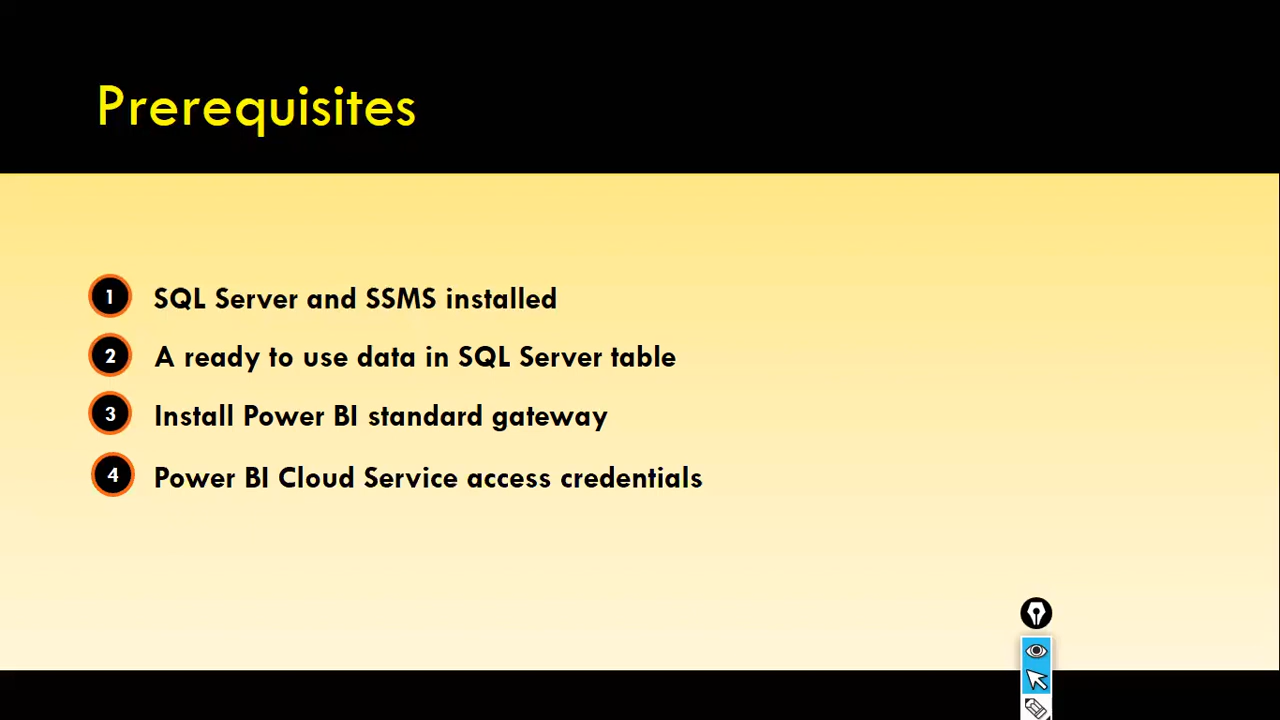 Prerequisites
1 SQL Server and SSMS installed
2 A ready to use data in SQL Server table
3 Install Power BI standard gateway
4 Power BI Cloud Service access credentials